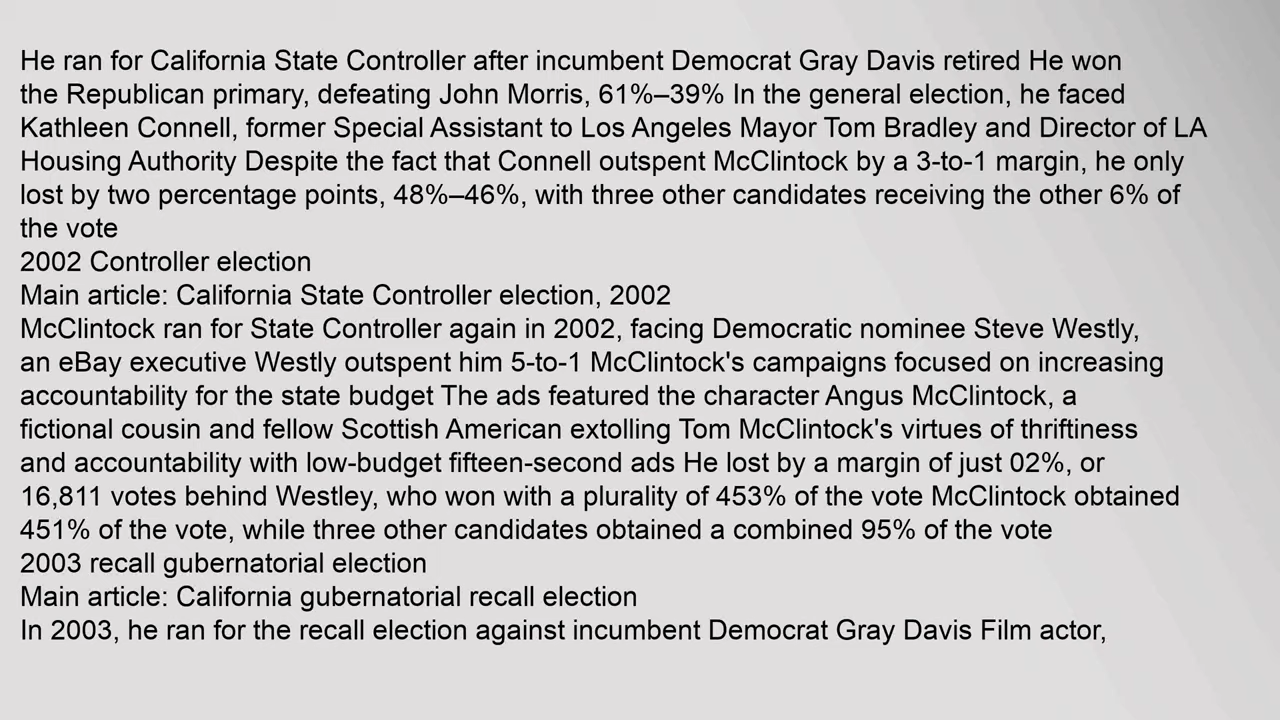 He ran for California State Controller after incumbent Democrat Gray Davis retired He won
the Republican primary, defeating John Morris, 61%–39% In the general election, he faced
Kathleen Connell, former Special Assistant to Los Angeles Mayor Tom Bradley and Director of LA
Housing Authority Despite the fact that Connell outspent McClintock by a 3-to-1 margin, he only
lost by two percentage points, 48%–46%, with three other candidates receiving the other 6% of
the vote
2002 Controller election
Main article: California State Controller election, 2002
McClintock ran for State Controller again in 2002, facing Democratic nominee Steve Westly,
an eBay executive Westly outspent him 5-to-1 McClintock's campaigns focused on increasing
accountability for the state budget The ads featured the character Angus McClintock, a
fictional cousin and fellow Scottish American extolling Tom McClintock's virtues of thriftiness
and accountability with low-budget fifteen-second ads He lost by a margin of just 02%, or
16,811 votes behind Westley, who won with a plurality of 453% of the vote McClintock obtained
451% of the vote, while three other candidates obtained a combined 95% of the vote
2003 recall gubernatorial election
Main article: California gubernatorial recall election
In 2003, he ran for the recall election against incumbent Democrat Gray Davis Film actor,